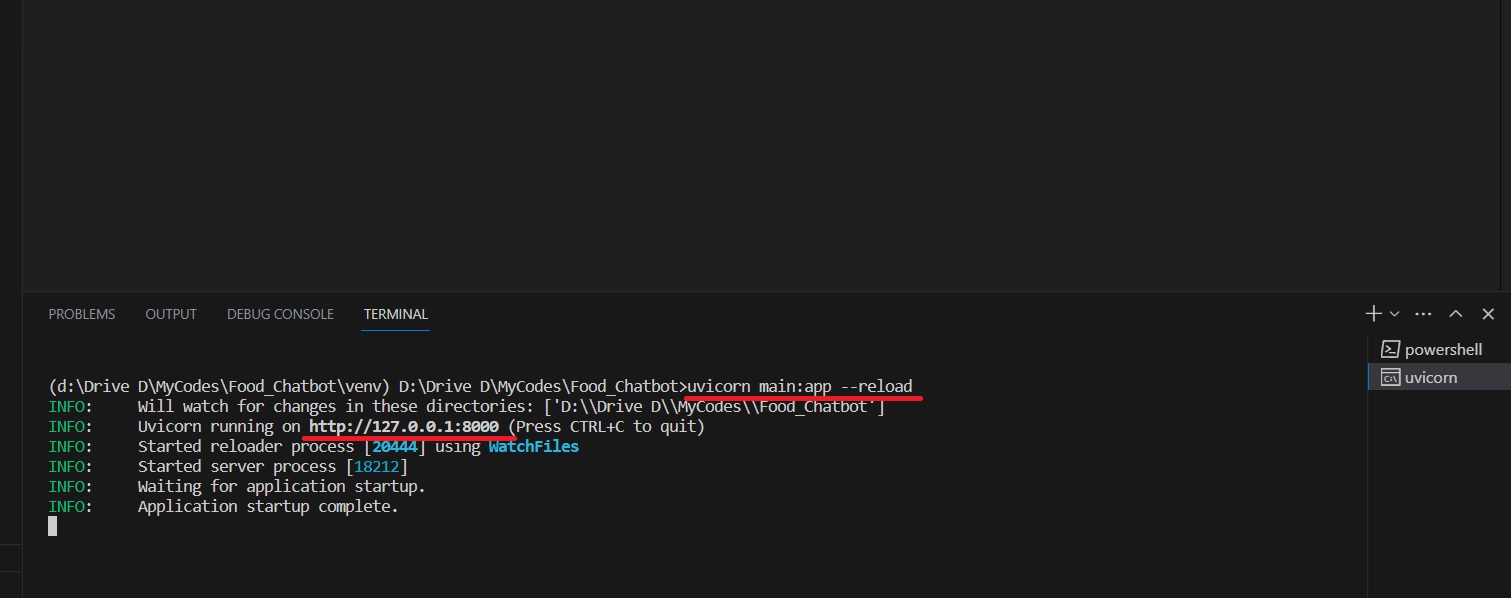 PROBLEMS OUTPUT DEBUG CONSOLE TERMINAL
powershell
uvicorn
(d:\Drive D\MyCodes\Food_Chatbot\venv) D:\Drive D\MyCodes\Food_Chatbot>uvicorn main:app --reload
INFO: Will watch for changes in these directories: ['D:\\Drive D\\MyCodes\\Food_Chatbot']
INFO: Uvicorn running on http://127.0.0.1:8000 (Press CTRL+C to quit)
INFO: Started reloader process [20444] using WatchFiles
INFO: Started server process [18212]
INFO: Waiting for application startup.
INFO: Application startup complete.